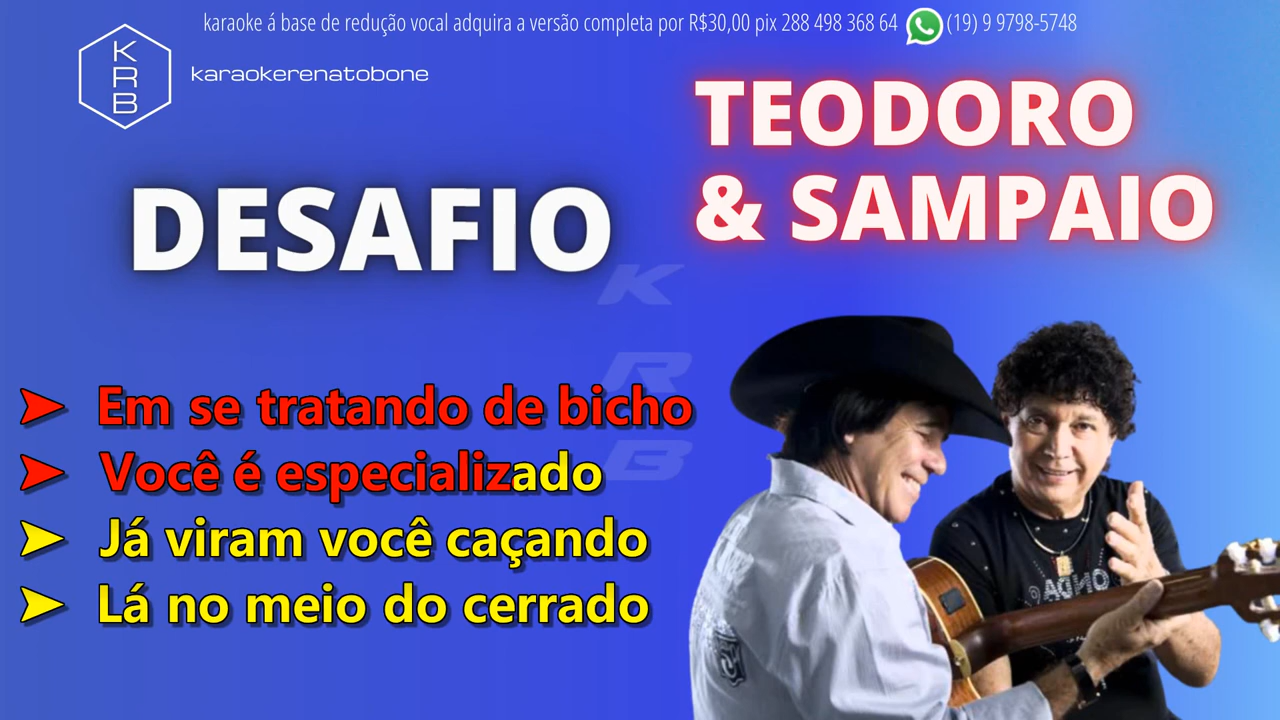 karaoke á base de redução vocal adquira a versão completa por R$30,00 pix 288 498 368 64 (19) 9 9798-5748
KRB
karaokerenatobone
TEODORO
& SAMPAIO
DESAFIO
KRB
Em se tratando de bicho
Você é especializado
Já viram você caçando
Lá no meio do cerrado